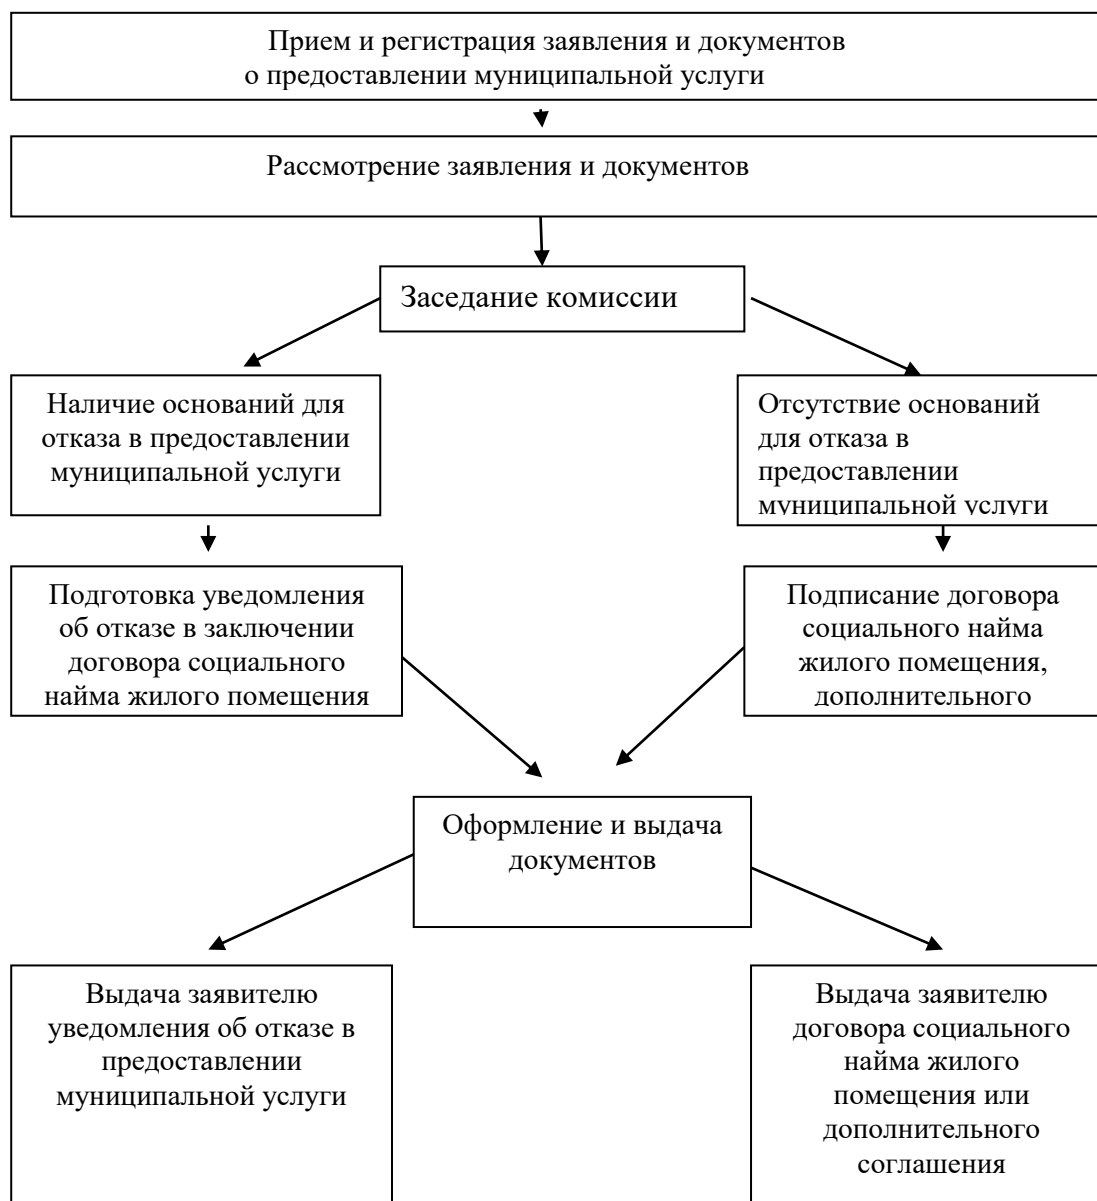 Прием и регистрация заявления и документов
о предоставлении муниципальной услуги
Рассмотрение заявления и документов
Заседание комиссии
Наличие оснований для
отказа в предоставлении
муниципальной услуги
Отсутствие оснований
для отказа в
предоставлении
муниципальной услуги
Подготовка уведомления
об отказе в заключении
договора социального
найма жилого помещения
Подписание договора
социального найма
жилого помещения,
дополнительного
Оформление и выдача
документов
Выдача заявителю
уведомления об отказе в
предоставлении
муниципальной услуги
Выдача заявителю
договора социального
найма жилого
помещения или
дополнительного
соглашения